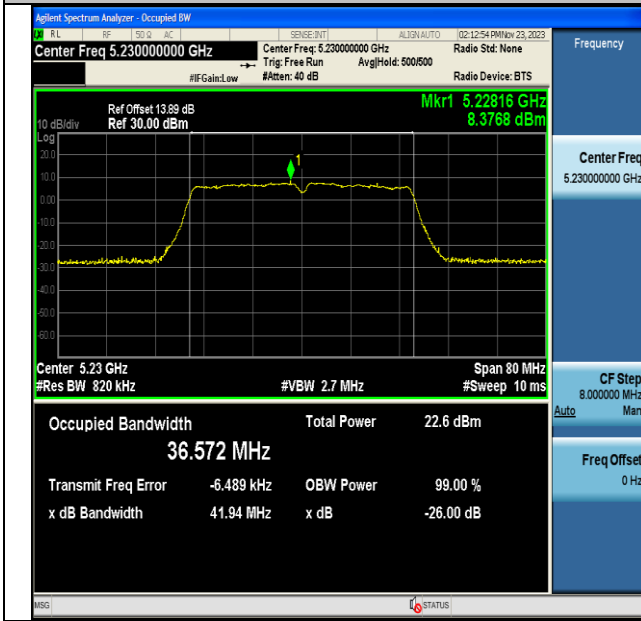 Agilent Spectrum Analyzer - Occupied BW
RL RF 50 Ω AC SENSE:INT ALIGN AUTO 02:12:54 PM Nov 23, 2023
Center Freq 5.230000000 GHz
Center Freq: 5.230000000 GHz
Radio Std: None
Trig: Free Run
Avg|Hold: 500/500
#IFGain:Low
#Atten: 40 dB
Radio Device: BTS
Frequency
Ref Offset 13.89 dB
Mkr1 5.22816 GHz
10 dB/div
Ref 30.00 dBm
8.3768 dBm
Log
20.0
1
10.0
0.00
-10.0
-20.0
-30.0
-40.0
-50.0
-60.0
Center Freq
5.230000000 GHz
Center 5.23 GHz
Span 80 MHz
#Res BW 820 kHz
#VBW 2.7 MHz
#Sweep 10 ms
CF Step
8.000000 MHz
Auto Man
Occupied Bandwidth
Total Power
22.6 dBm
36.572 MHz
Freq Offset
0 Hz
Transmit Freq Error
-6.489 kHz
OBW Power
99.00 %
x dB Bandwidth
41.94 MHz
x dB
-26.00 dB
MSG
STATUS